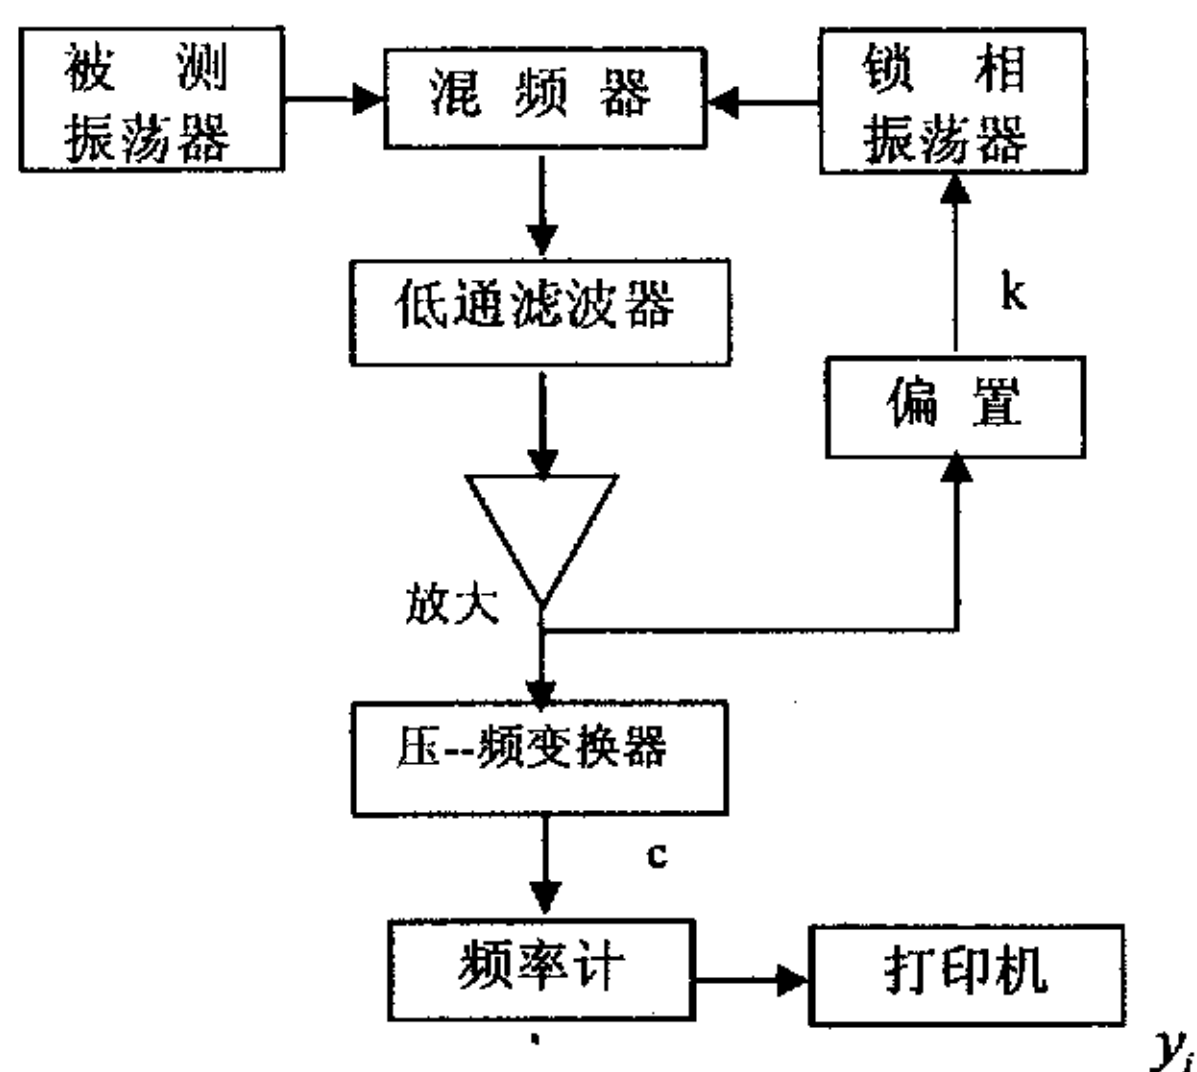 被 测
振荡器
混 频 器
锁 相
振荡器
低通滤波器
k
偏 置
放大
压--频变换器
c
频率计
打印机
y_i